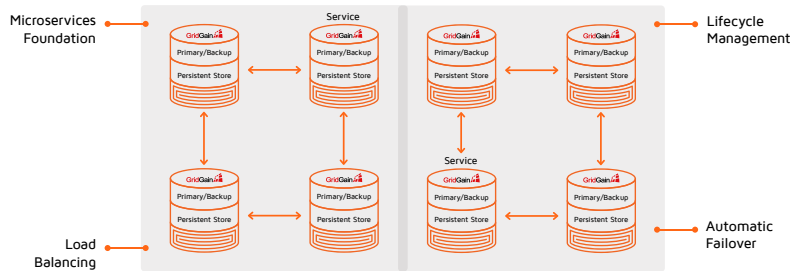 Microservices
Foundation
Service
Lifecycle
Management
GridGain
GridGain
GridGain
GridGain
Primary/Backup
Primary/Backup
Primary/Backup
Primary/Backup
Persistent Store
Persistent Store
Persistent Store
Persistent Store
Service
GridGain
GridGain
GridGain
GridGain
Primary/Backup
Primary/Backup
Primary/Backup
Primary/Backup
Persistent Store
Persistent Store
Persistent Store
Persistent Store
Load
Balancing
Automatic
Failover